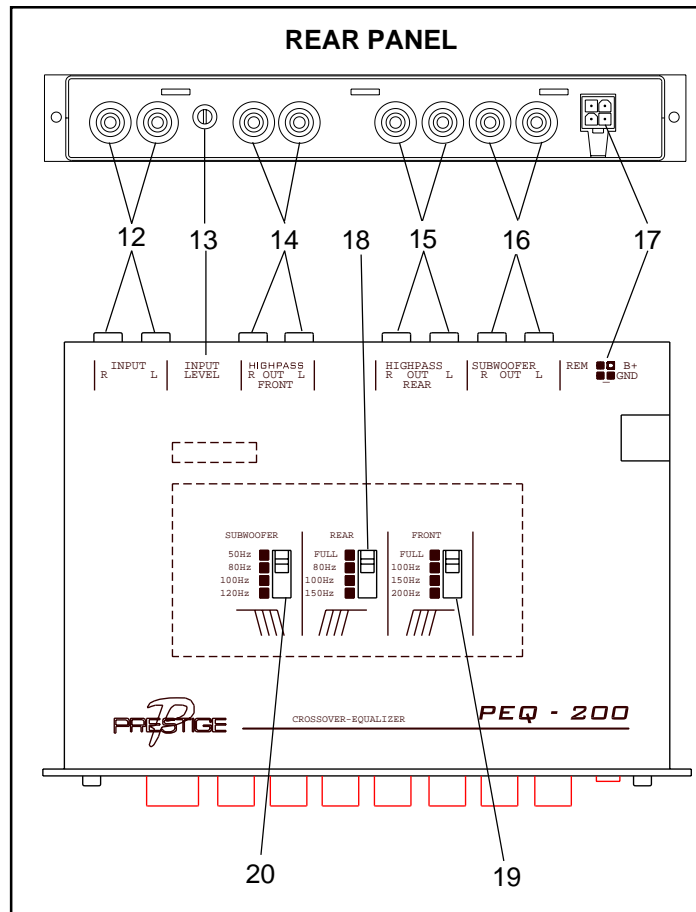 REAR PANEL
12 13 14 18 15 16 17
INPUT
R L
INPUT
LEVEL
HIGHPASS
R OUT L
FRONT
HIGHPASS
R OUT L
REAR
SUBWOOFER
R OUT L
REM B+
- GND
SUBWOOFER
50Hz
80Hz
100Hz
120Hz
REAR
FULL
80Hz
100Hz
150Hz
FRONT
FULL
100Hz
150Hz
200Hz
P
PRESTIGE
CROSSOVER-EQUALIZER
PEQ - 200
20 19